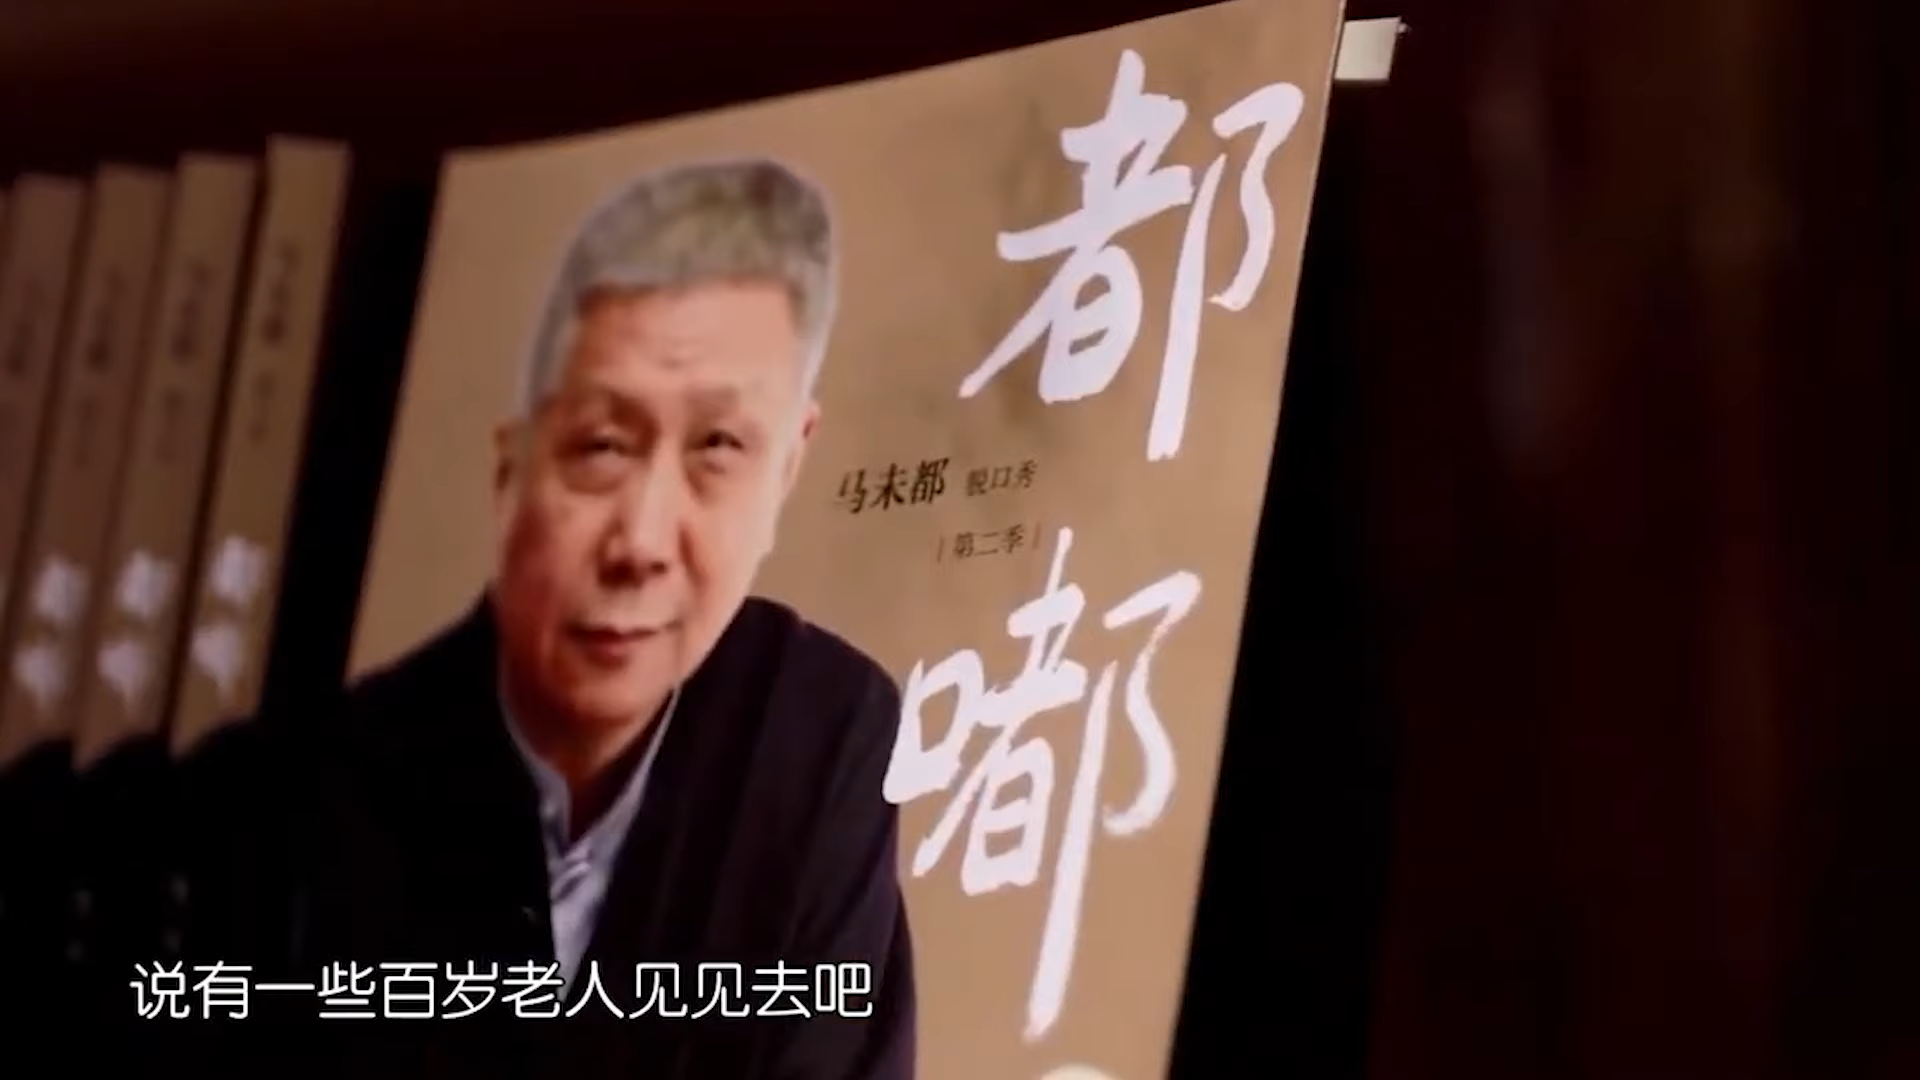 都
马未都 脱口秀
|第二季|
嘟
说有一些百岁老人见见去吧